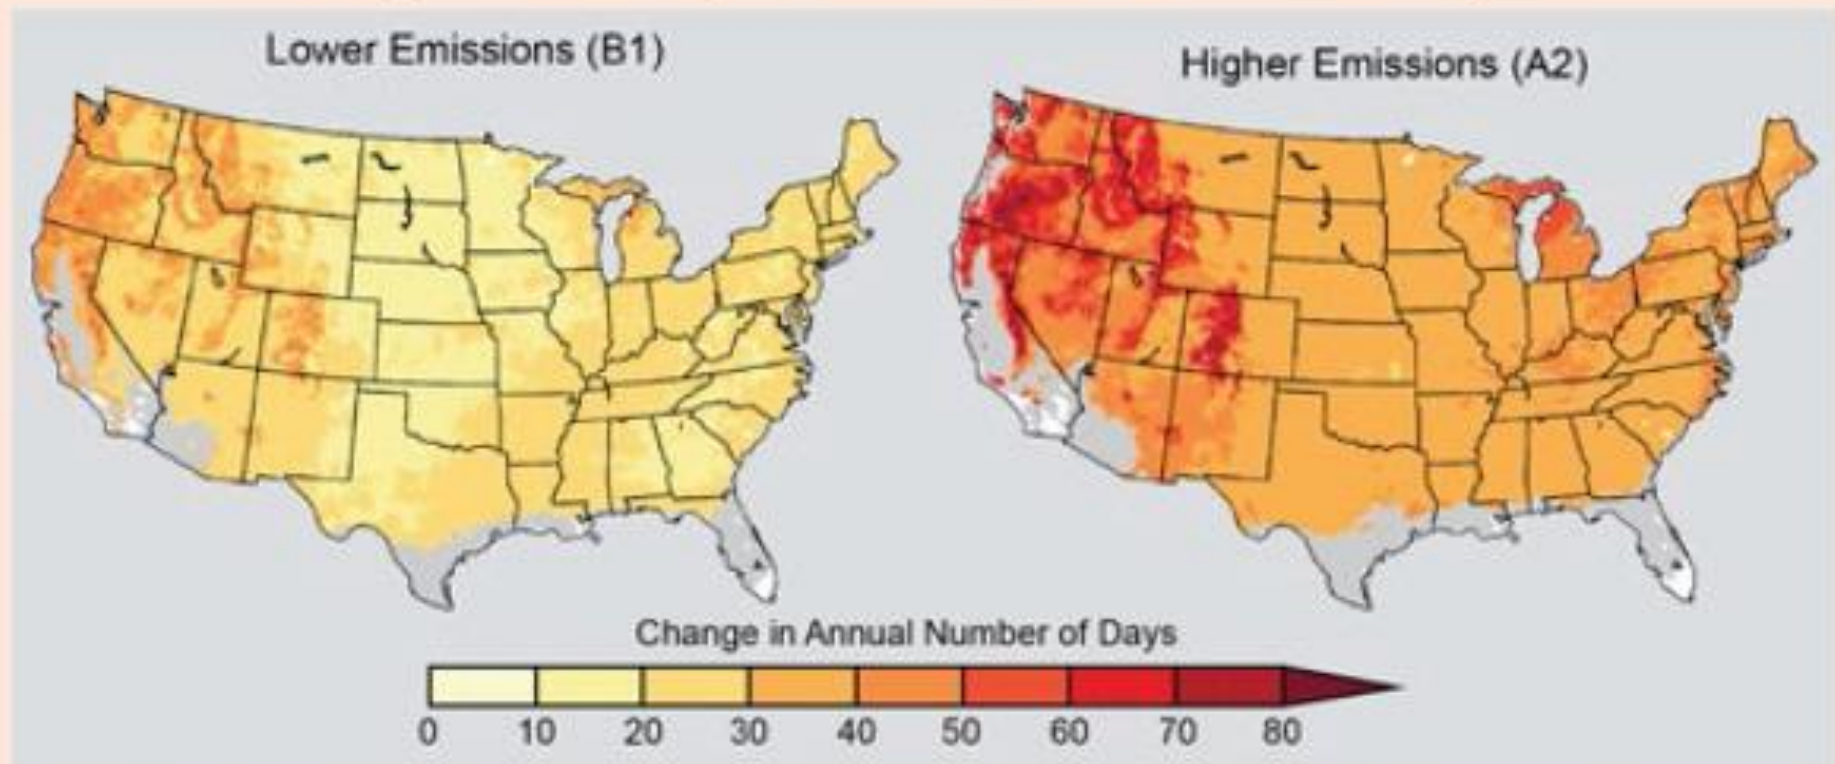 Lower Emissions (B1)
Higher Emissions (A2)
Change in Annual Number of Days
0 10 20 30 40 50 60 70 80